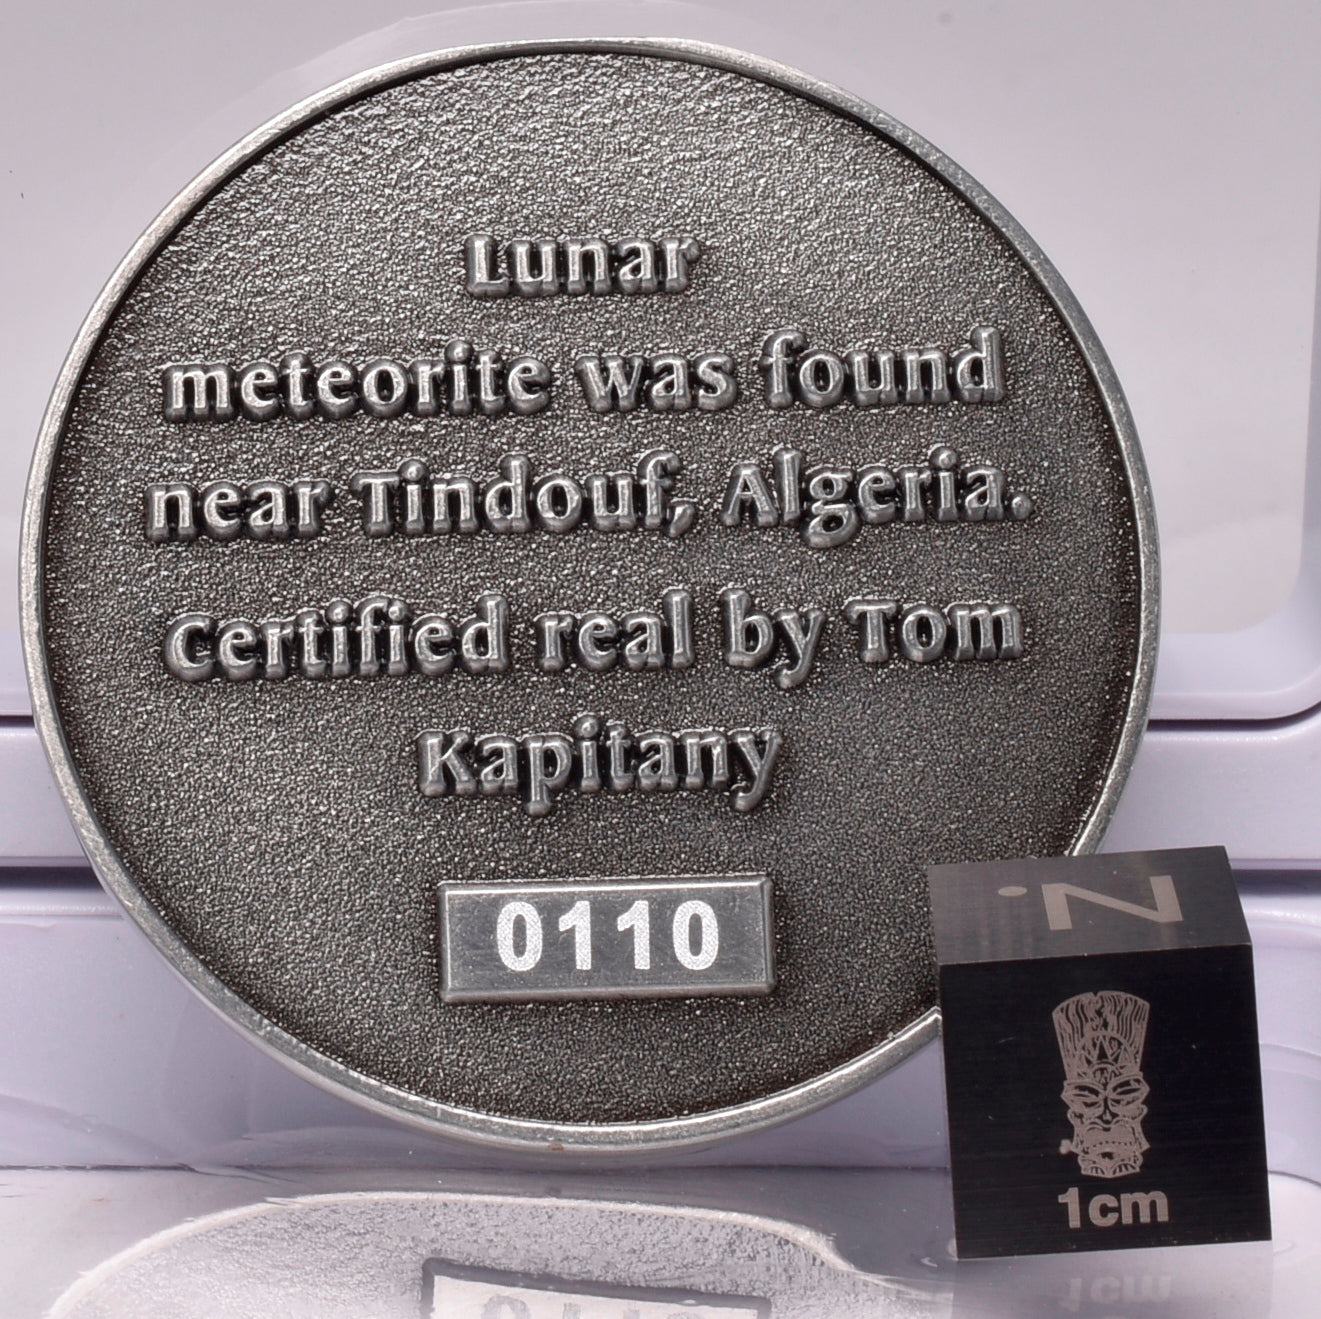 Lunar
meteorite was found
near Tindouf, Algeria.
Certified real by Tom
Kapitany
0110
N
1cm